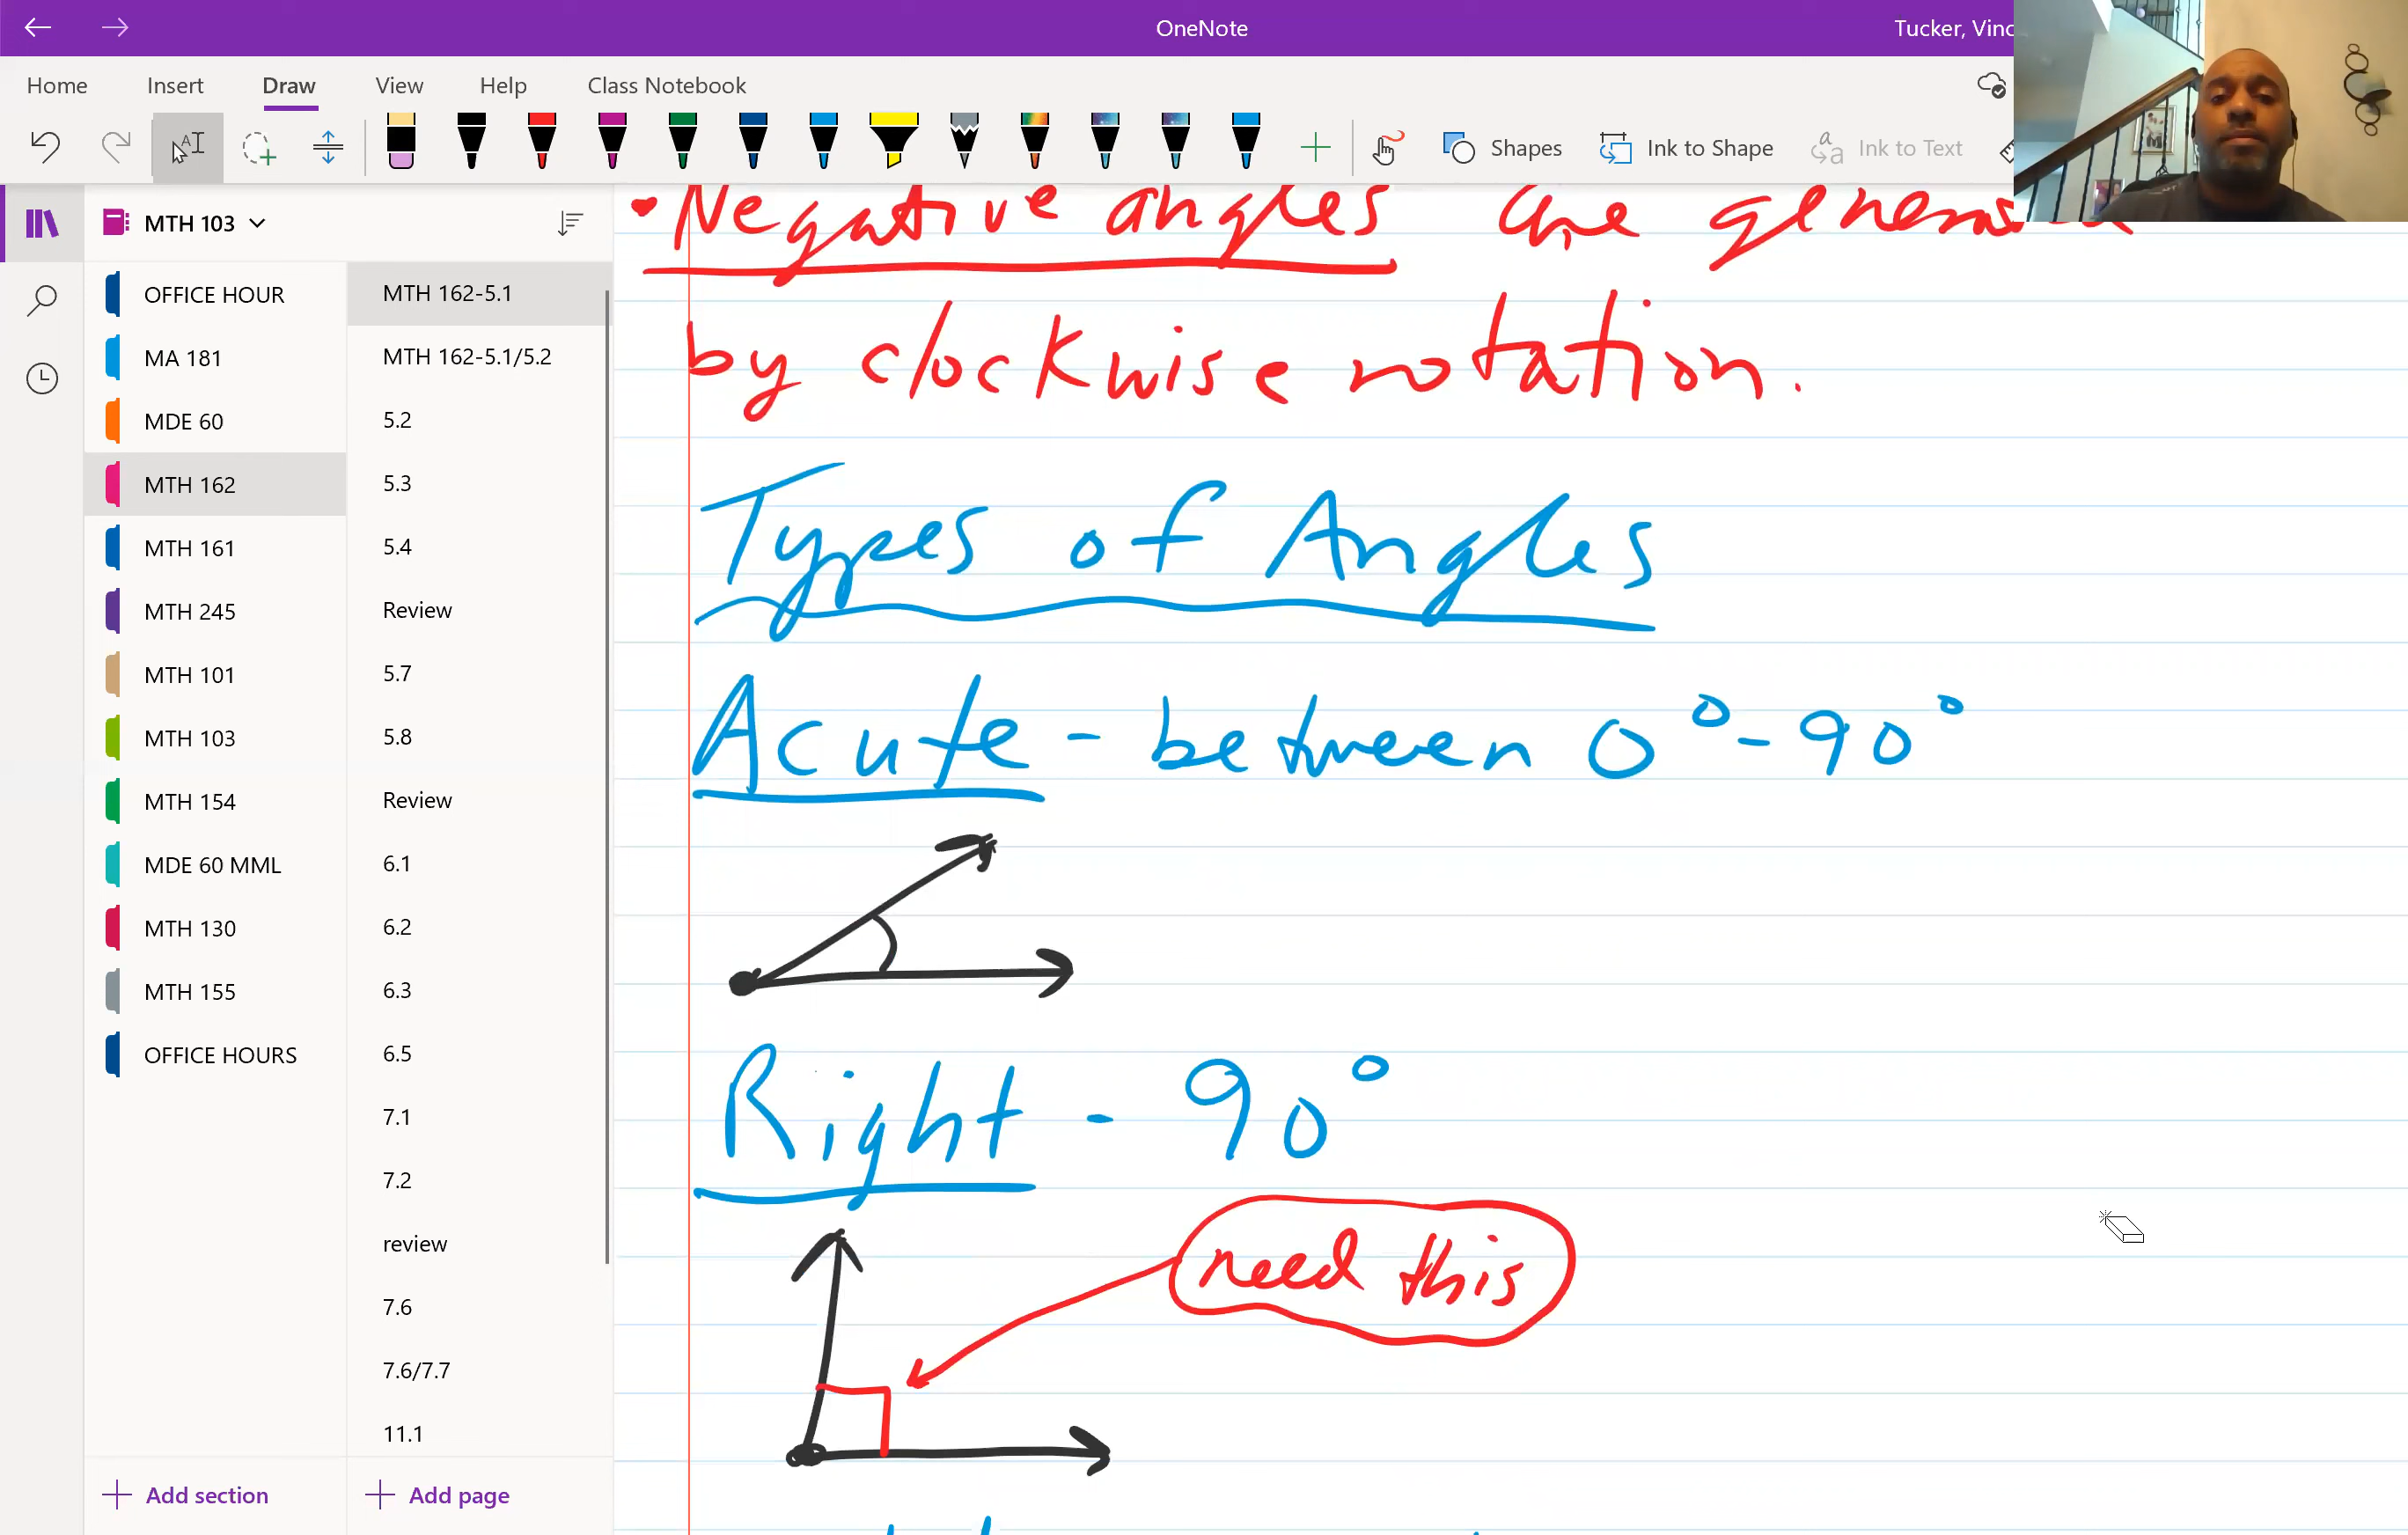 OneNote
Tucker, Vinc
Home Insert Draw View Help Class Notebook
Shapes Ink to Shape Ink to Text
MTH 103
OFFICE HOUR
MA 181
MDE 60
MTH 162
MTH 161
MTH 245
MTH 101
MTH 103
MTH 154
MDE 60 MML
MTH 130
MTH 155
OFFICE HOURS
Add section
MTH 162-5.1
MTH 162-5.1/5.2
5.2
5.3
5.4
Review
5.7
5.8
Review
6.1
6.2
6.3
6.5
7.1
7.2
review
7.6
7.6/7.7
11.1
Add page
• Negative angles are
by clockwise rotation.
Types of Angles
Acute - between 0° - 90°
Right - 90°
need this